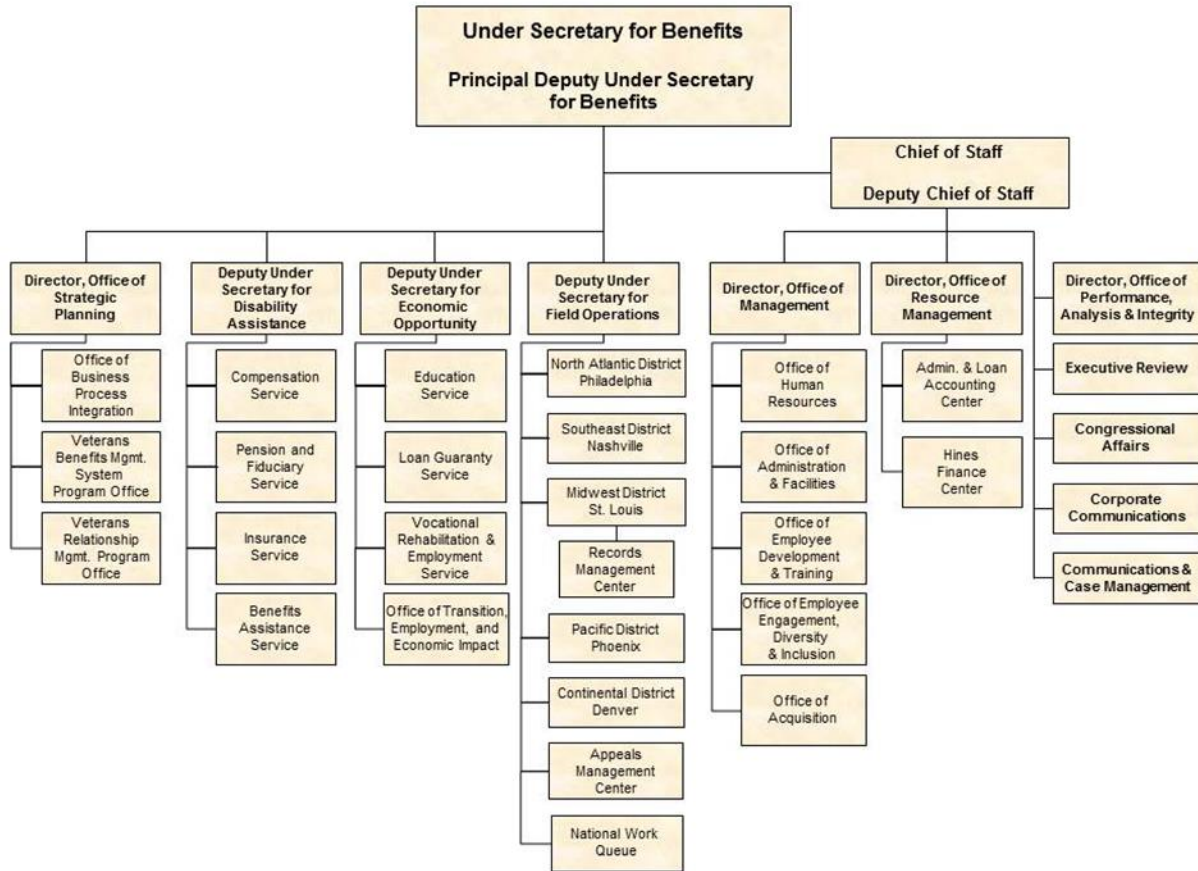 Under Secretary for Benefits
Principal Deputy Under Secretary
for Benefits
Chief of Staff
Deputy Chief of Staff
Director, Office of
Strategic
Planning
Office of
Business
Process
Integration
Veterans
Benefits Mgmt.
System
Program Office
Veterans
Relationship
Mgmt. Program
Office
Deputy Under
Secretary for
Disability
Assistance
Compensation
Service
Pension and
Fiduciary
Service
Insurance
Service
Benefits
Assistance
Service
Deputy Under
Secretary for
Economic
Opportunity
Education
Service
Loan Guaranty
Service
Vocational
Rehabilitation &
Employment
Service
Office of Transition,
Employment, and
Economic Impact
Deputy Under
Secretary for
Field Operations
North Atlantic District
Philadelphia
Southeast District
Nashville
Midwest District
St. Louis
Records
Management
Center
Pacific District
Phoenix
Continental District
Denver
Appeals
Management
Center
National Work
Queue
Director, Office of
Management
Office of
Human
Resources
Office of
Administration
& Facilities
Office of
Employee
Development
& Training
Office of Employee
Engagement,
Diversity
& Inclusion
Office of
Acquisition
Director, Office of
Resource
Management
Admin. & Loan
Accounting
Center
Hines
Finance
Center
Director, Office of
Performance,
Analysis & Integrity
Executive Review
Congressional
Affairs
Corporate
Communications
Communications &
Case Management